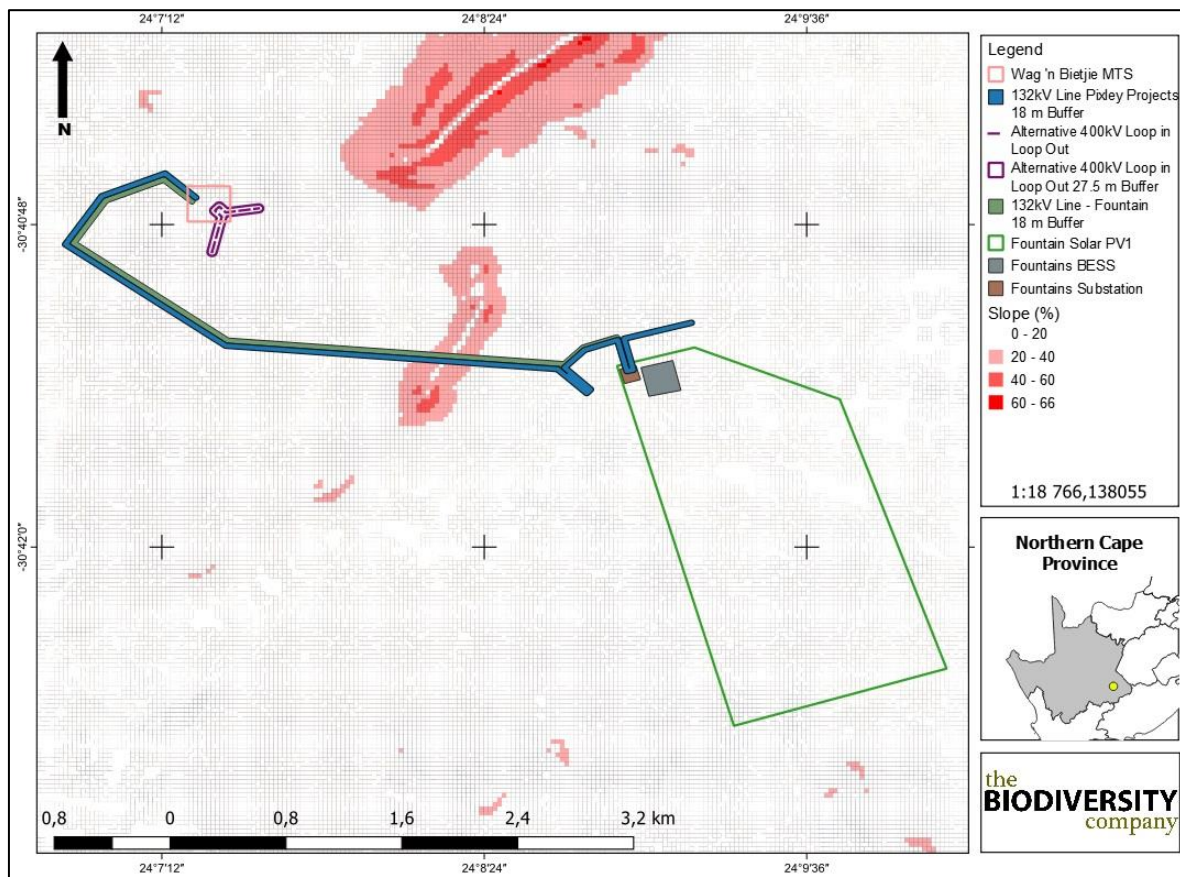 24°7'12" 24°8'24" 24°9'36"
N
-30°40'48"
-30°42'0"
0,8 0 0,8 1,6 2,4 3,2 km
24°7'12" 24°8'24" 24°9'36"
Legend
Wag 'n Bietjie MTS
132kV Line Pixley Projects
18 m Buffer
Alternative 400kV Loop in
Loop Out
Alternative 400kV Loop in
Loop Out 27.5 m Buffer
132kV Line - Fountain
18 m Buffer
Fountain Solar PV1
Fountains BESS
Fountains Substation
Slope (%)
0 - 20
20 - 40
40 - 60
60 - 66
1:18 766,138055
Northern Cape
Province
the
BIODIVERSITY
company